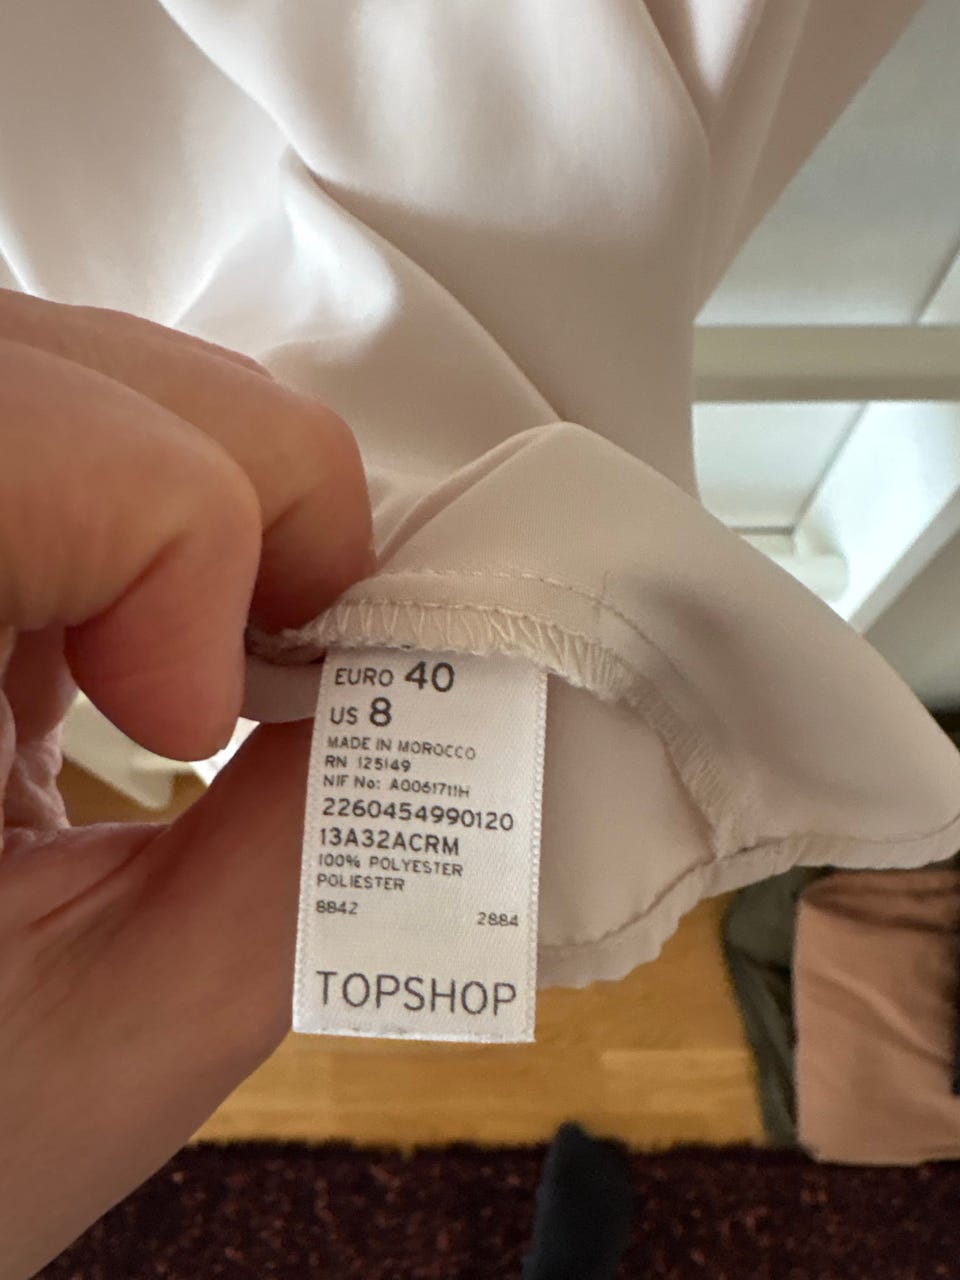 EURO 40
US 8
MADE IN MOROCCO
RN 125149
NIF No: A0061711H
2260454990120
13A32ACRM
100% POLYESTER
POLIESTER
8842 2884
TOPSHOP